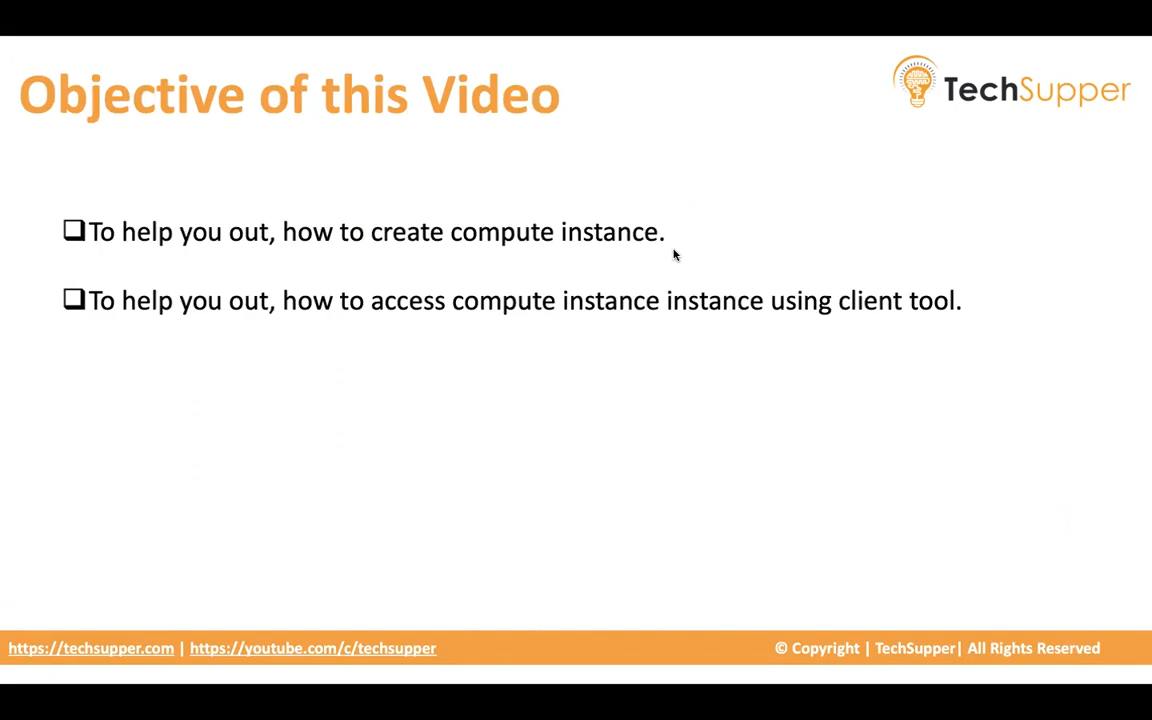 Objective of this Video
TechSupper
❑To help you out, how to create compute instance.
❑To help you out, how to access compute instance instance using client tool.
https://techsupper.com | https://youtube.com/c/techsupper
© Copyright | TechSupper| All Rights Reserved